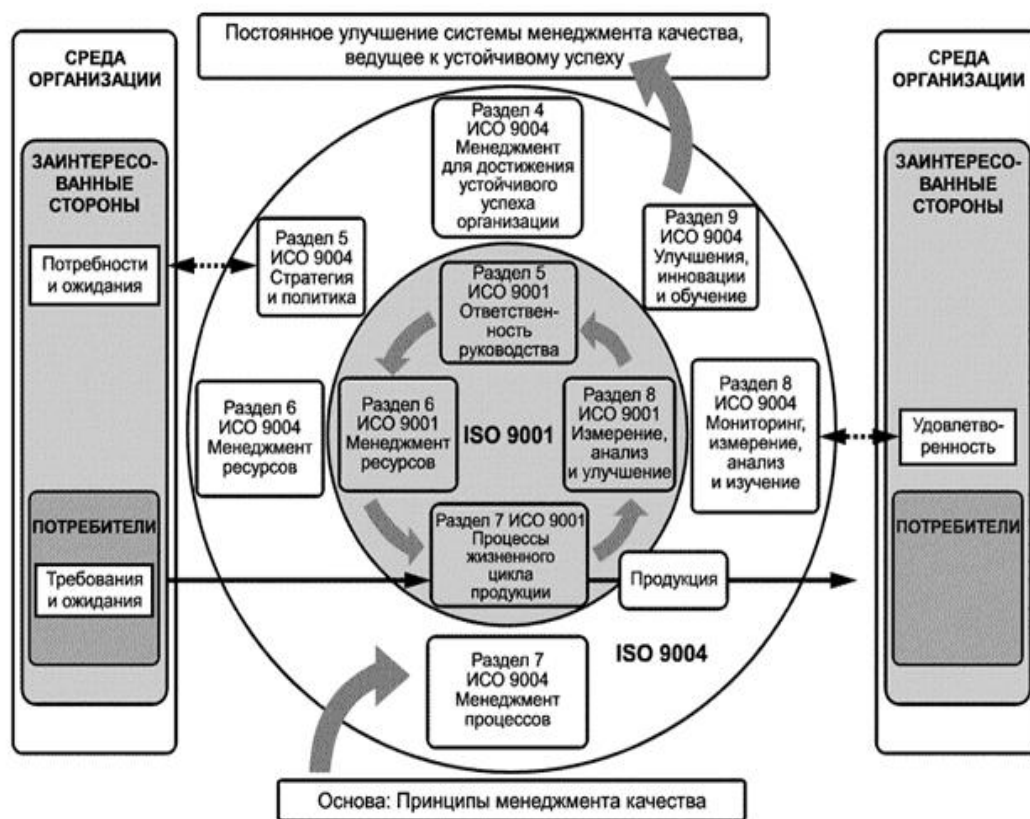 Постоянное улучшение системы менеджмента качества,
ведущее к устойчивому успеху
СРЕДА
ОРГАНИЗАЦИИ
ЗАИНТЕРЕСО-
ВАННЫЕ
СТОРОНЫ
Потребности
и ожидания
ПОТРЕБИТЕЛИ
Требования
и ожидания
Раздел 4
ИСО 9004
Менеджмент
для достижения
устойчивого
успеха
организации
Раздел 5
ИСО 9004
Стратегия
и политика
Раздел 9
ИСО 9004
Улучшения,
инновации
и обучение
Раздел 5
ИСО 9001
Ответствен-
ность
руководства
Раздел 6
ИСО 9004
Менеджмент
ресурсов
Раздел 6
ИСО 9001
Менеджмент
ресурсов
ISO 9001
Раздел 8
ИСО 9001
Измерение,
анализ
и улучшение
Раздел 8
ИСО 9004
Мониторинг,
измерение,
анализ
и изучение
Раздел 7 ИСО 9001
Процессы
жизненного
цикла
продукции
Продукция
ISO 9004
Раздел 7
ИСО 9004
Менеджмент
процессов
Основа: Принципы менеджмента качества
СРЕДА
ОРГАНИЗАЦИИ
ЗАИНТЕРЕСО-
ВАННЫЕ
СТОРОНЫ
Удовлетво-
ренность
ПОТРЕБИТЕЛИ